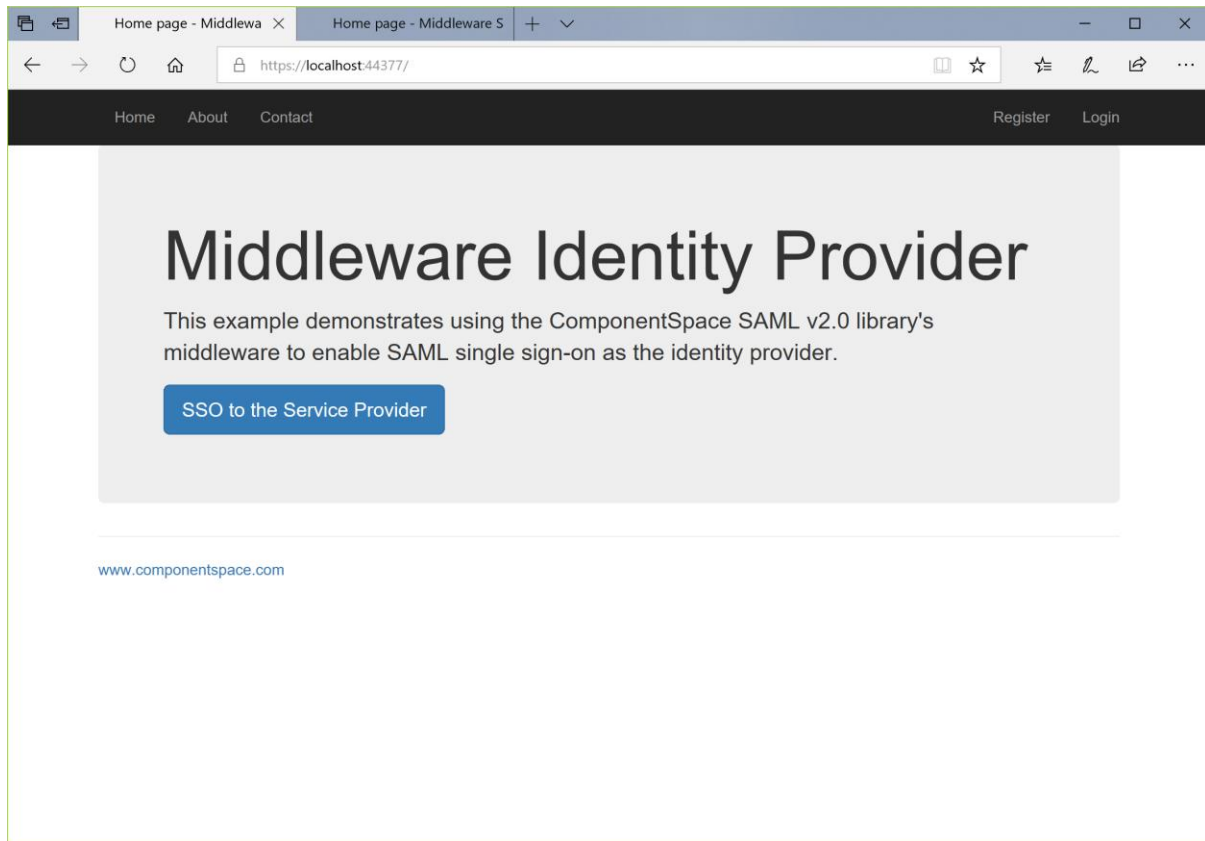 Home page - Middlewa
Home page - Middleware S
https://localhost:44377/
Home About Contact Register Login
Middleware Identity Provider
This example demonstrates using the ComponentSpace SAML v2.0 library's
middleware to enable SAML single sign-on as the identity provider.
SSO to the Service Provider
www.componentspace.com